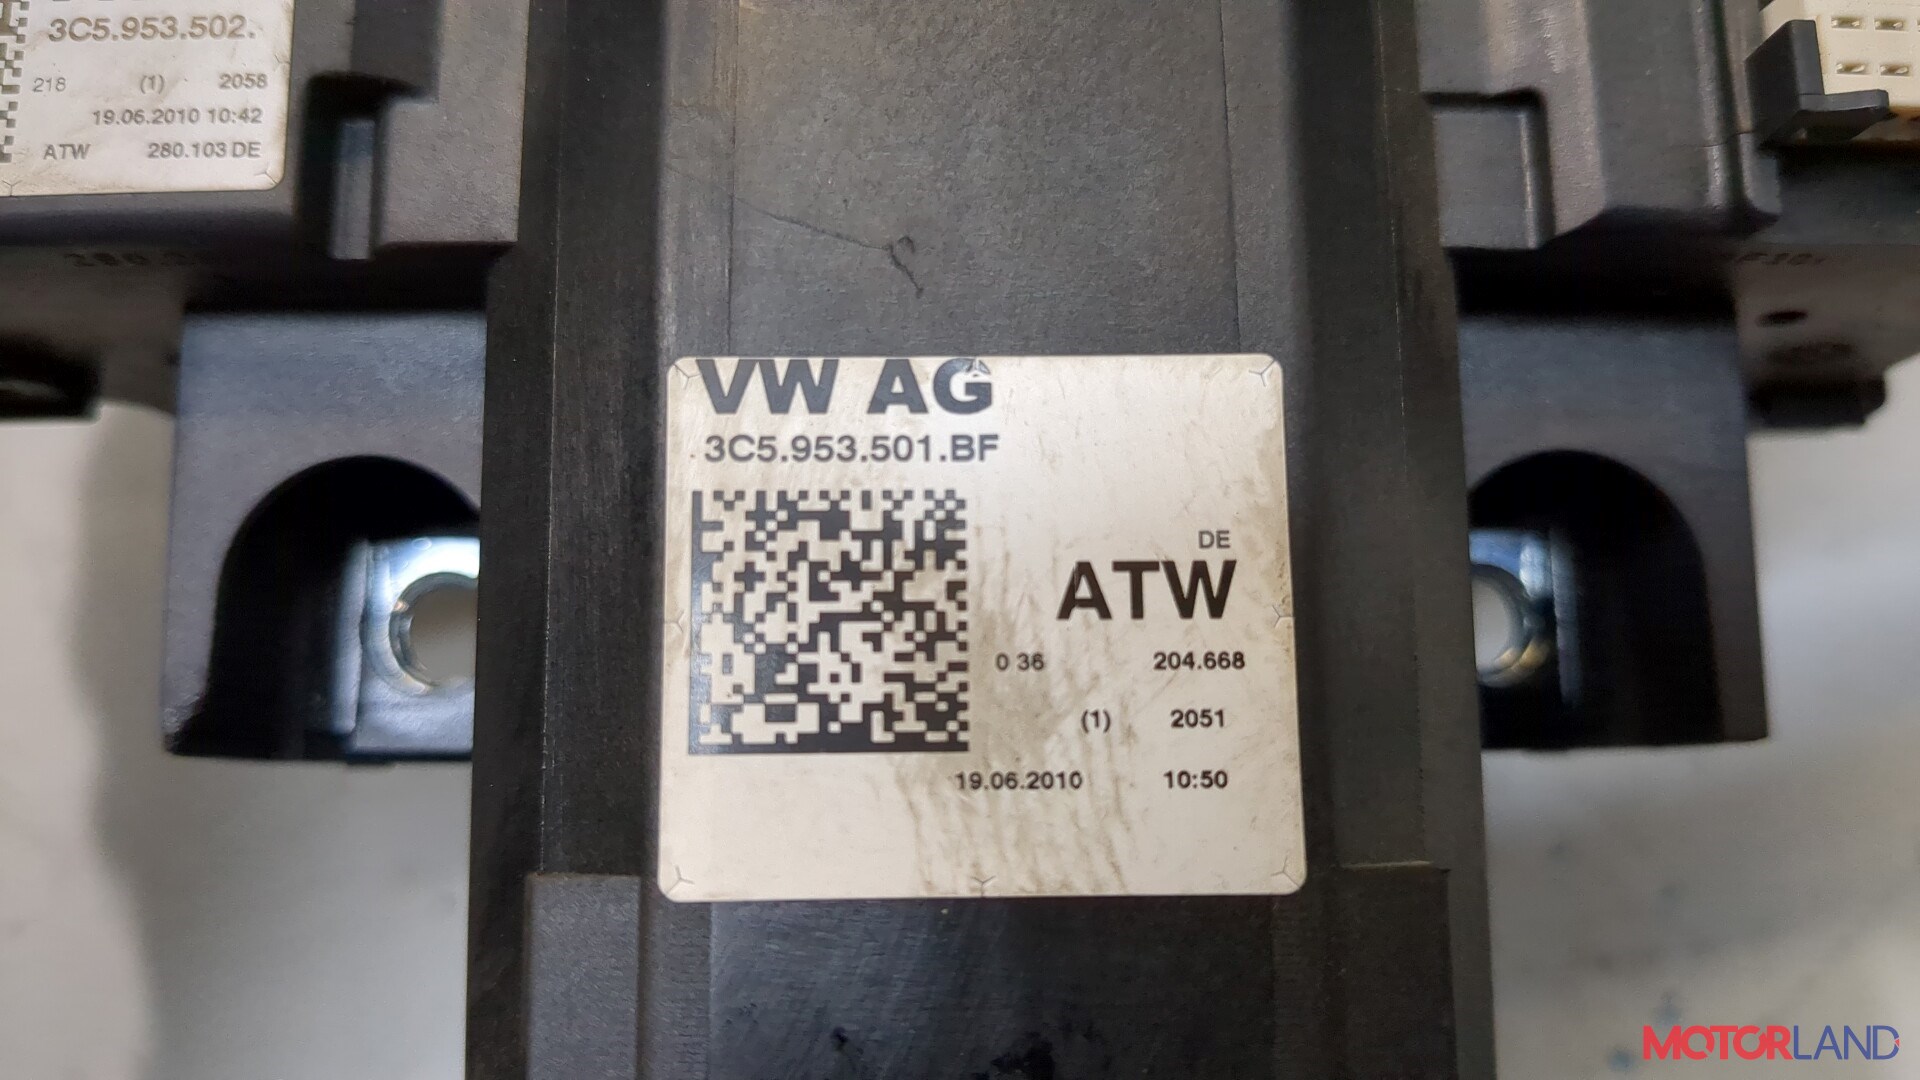 3C5.953.502.
218 (1) 2058
19.06.2010 10:42
ATW 280.103 DE
VW AG
3C5.953.501.BF
DE
ATW
0 36 204.668
(1) 2051
19.06.2010 10:50
MOTORLAND